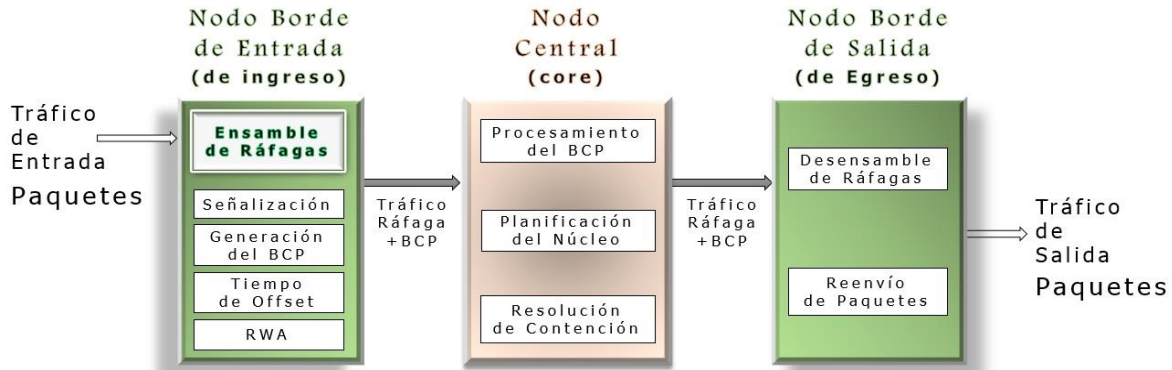 Nodo Borde
de Entrada
(de ingreso)
Nodo
Central
(core)
Nodo Borde
de Salida
(de Egreso)
Tráfico
de
Entrada
Paquetes
Ensamble
de Ráfagas
Señalización
Generación
del BCP
Tiempo
de Offset
RWA
Tráfico
Ráfaga
+BCP
Procesamiento
del BCP
Planificación
del Núcleo
Resolución
de Contención
Tráfico
Ráfaga
+BCP
Desensamble
de Ráfagas
Reenvío
de Paquetes
Tráfico
de
Salida
Paquetes